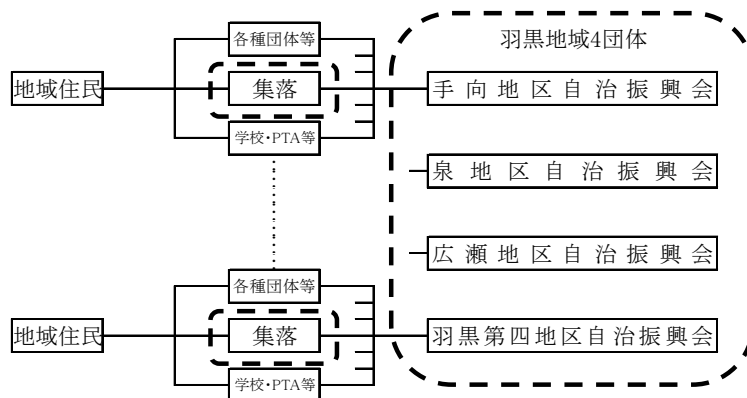 羽黒地域4団体
各種団体等
地域住民
集落
手向地区自治振興会
学校・PTA等
泉地区自治振興会
広瀬地区自治振興会
各種団体等
地域住民
集落
羽黒第四地区自治振興会
学校・PTA等